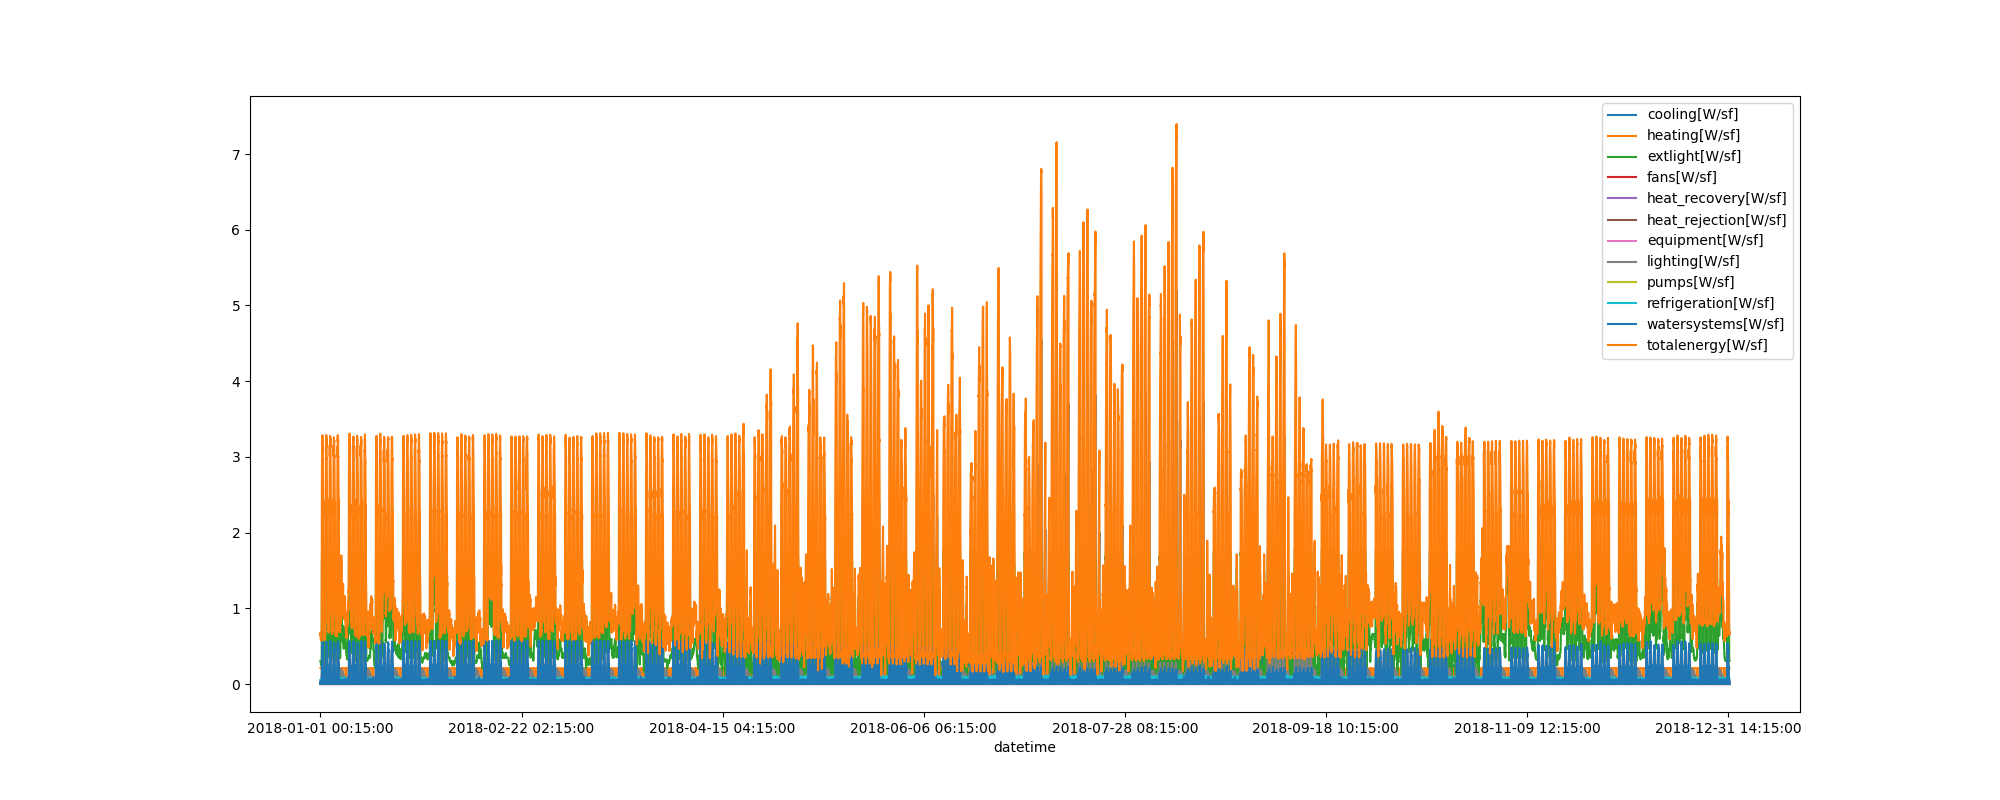 cooling[W/sf]
heating[W/sf]
extlight[W/sf]
fans[W/sf]
heat_recovery[W/sf]
heat_rejection[W/sf]
equipment[W/sf]
lighting[W/sf]
pumps[W/sf]
refrigeration[W/sf]
watersystems[W/sf]
totalenergy[W/sf]
7
6
5
4
3
2
1
0
2018-01-01 00:15:00 2018-02-22 02:15:00 2018-04-15 04:15:00 2018-06-06 06:15:00 2018-07-28 08:15:00 2018-09-18 10:15:00 2018-11-09 12:15:00 2018-12-31 14:15:00
datetime